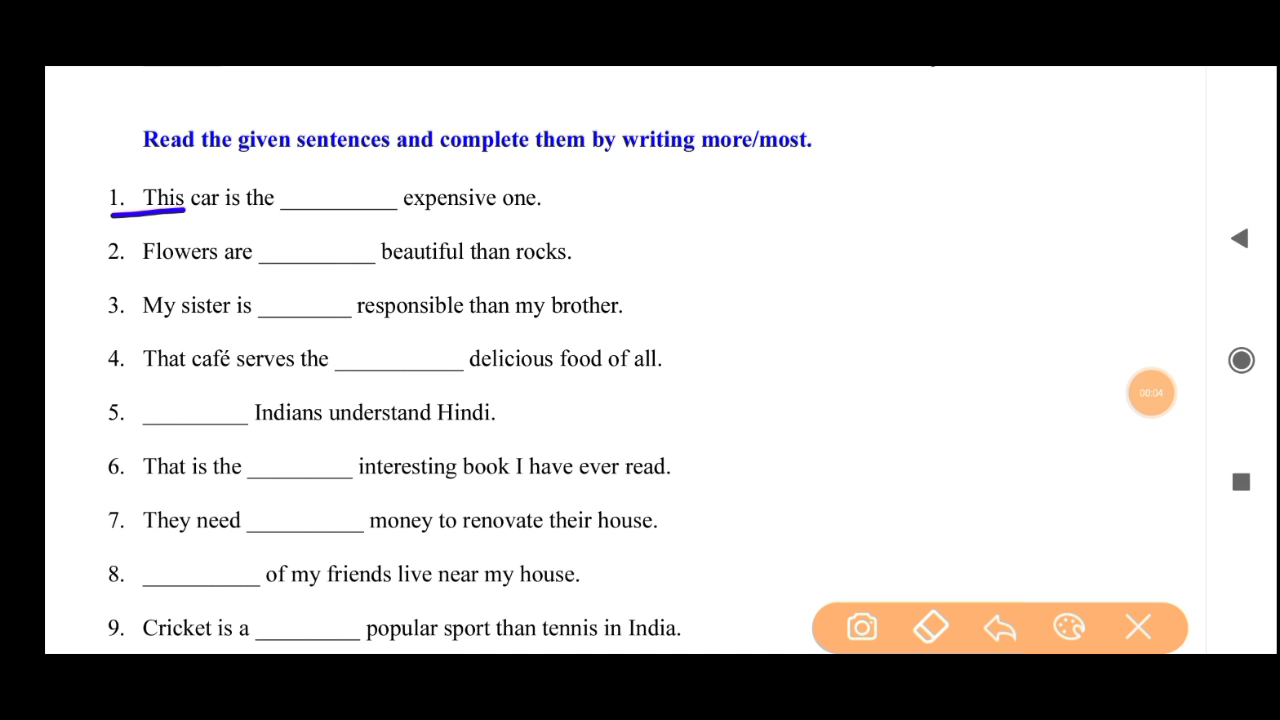 Read the given sentences and complete them by writing more/most.
1. This car is the __________ expensive one.
2. Flowers are __________ beautiful than rocks.
3. My sister is ________ responsible than my brother.
4. That café serves the ___________ delicious food of all.
5. _________ Indians understand Hindi.
6. That is the _________ interesting book I have ever read.
7. They need __________ money to renovate their house.
8. __________ of my friends live near my house.
9. Cricket is a _________ popular sport than tennis in India.
00:04